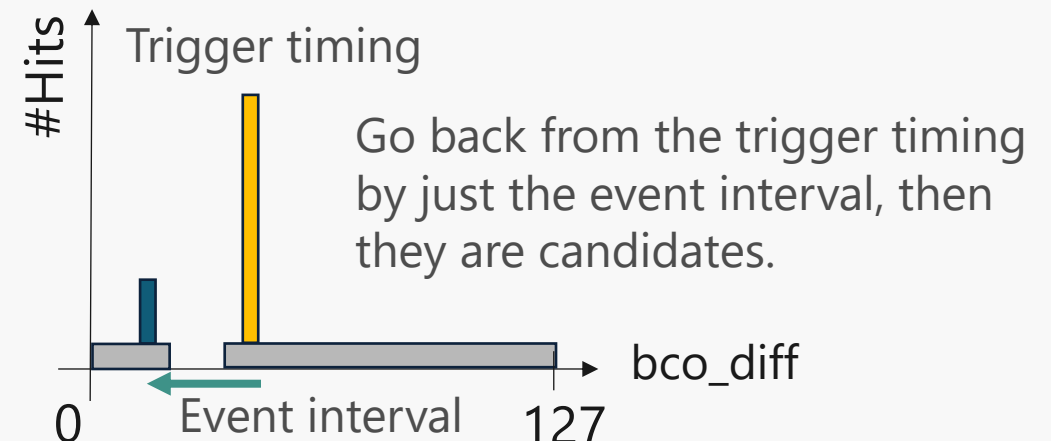 #Hits
Trigger timing
Go back from the trigger timing
by just the event interval, then
they are candidates.
bco_diff
0
Event interval
127